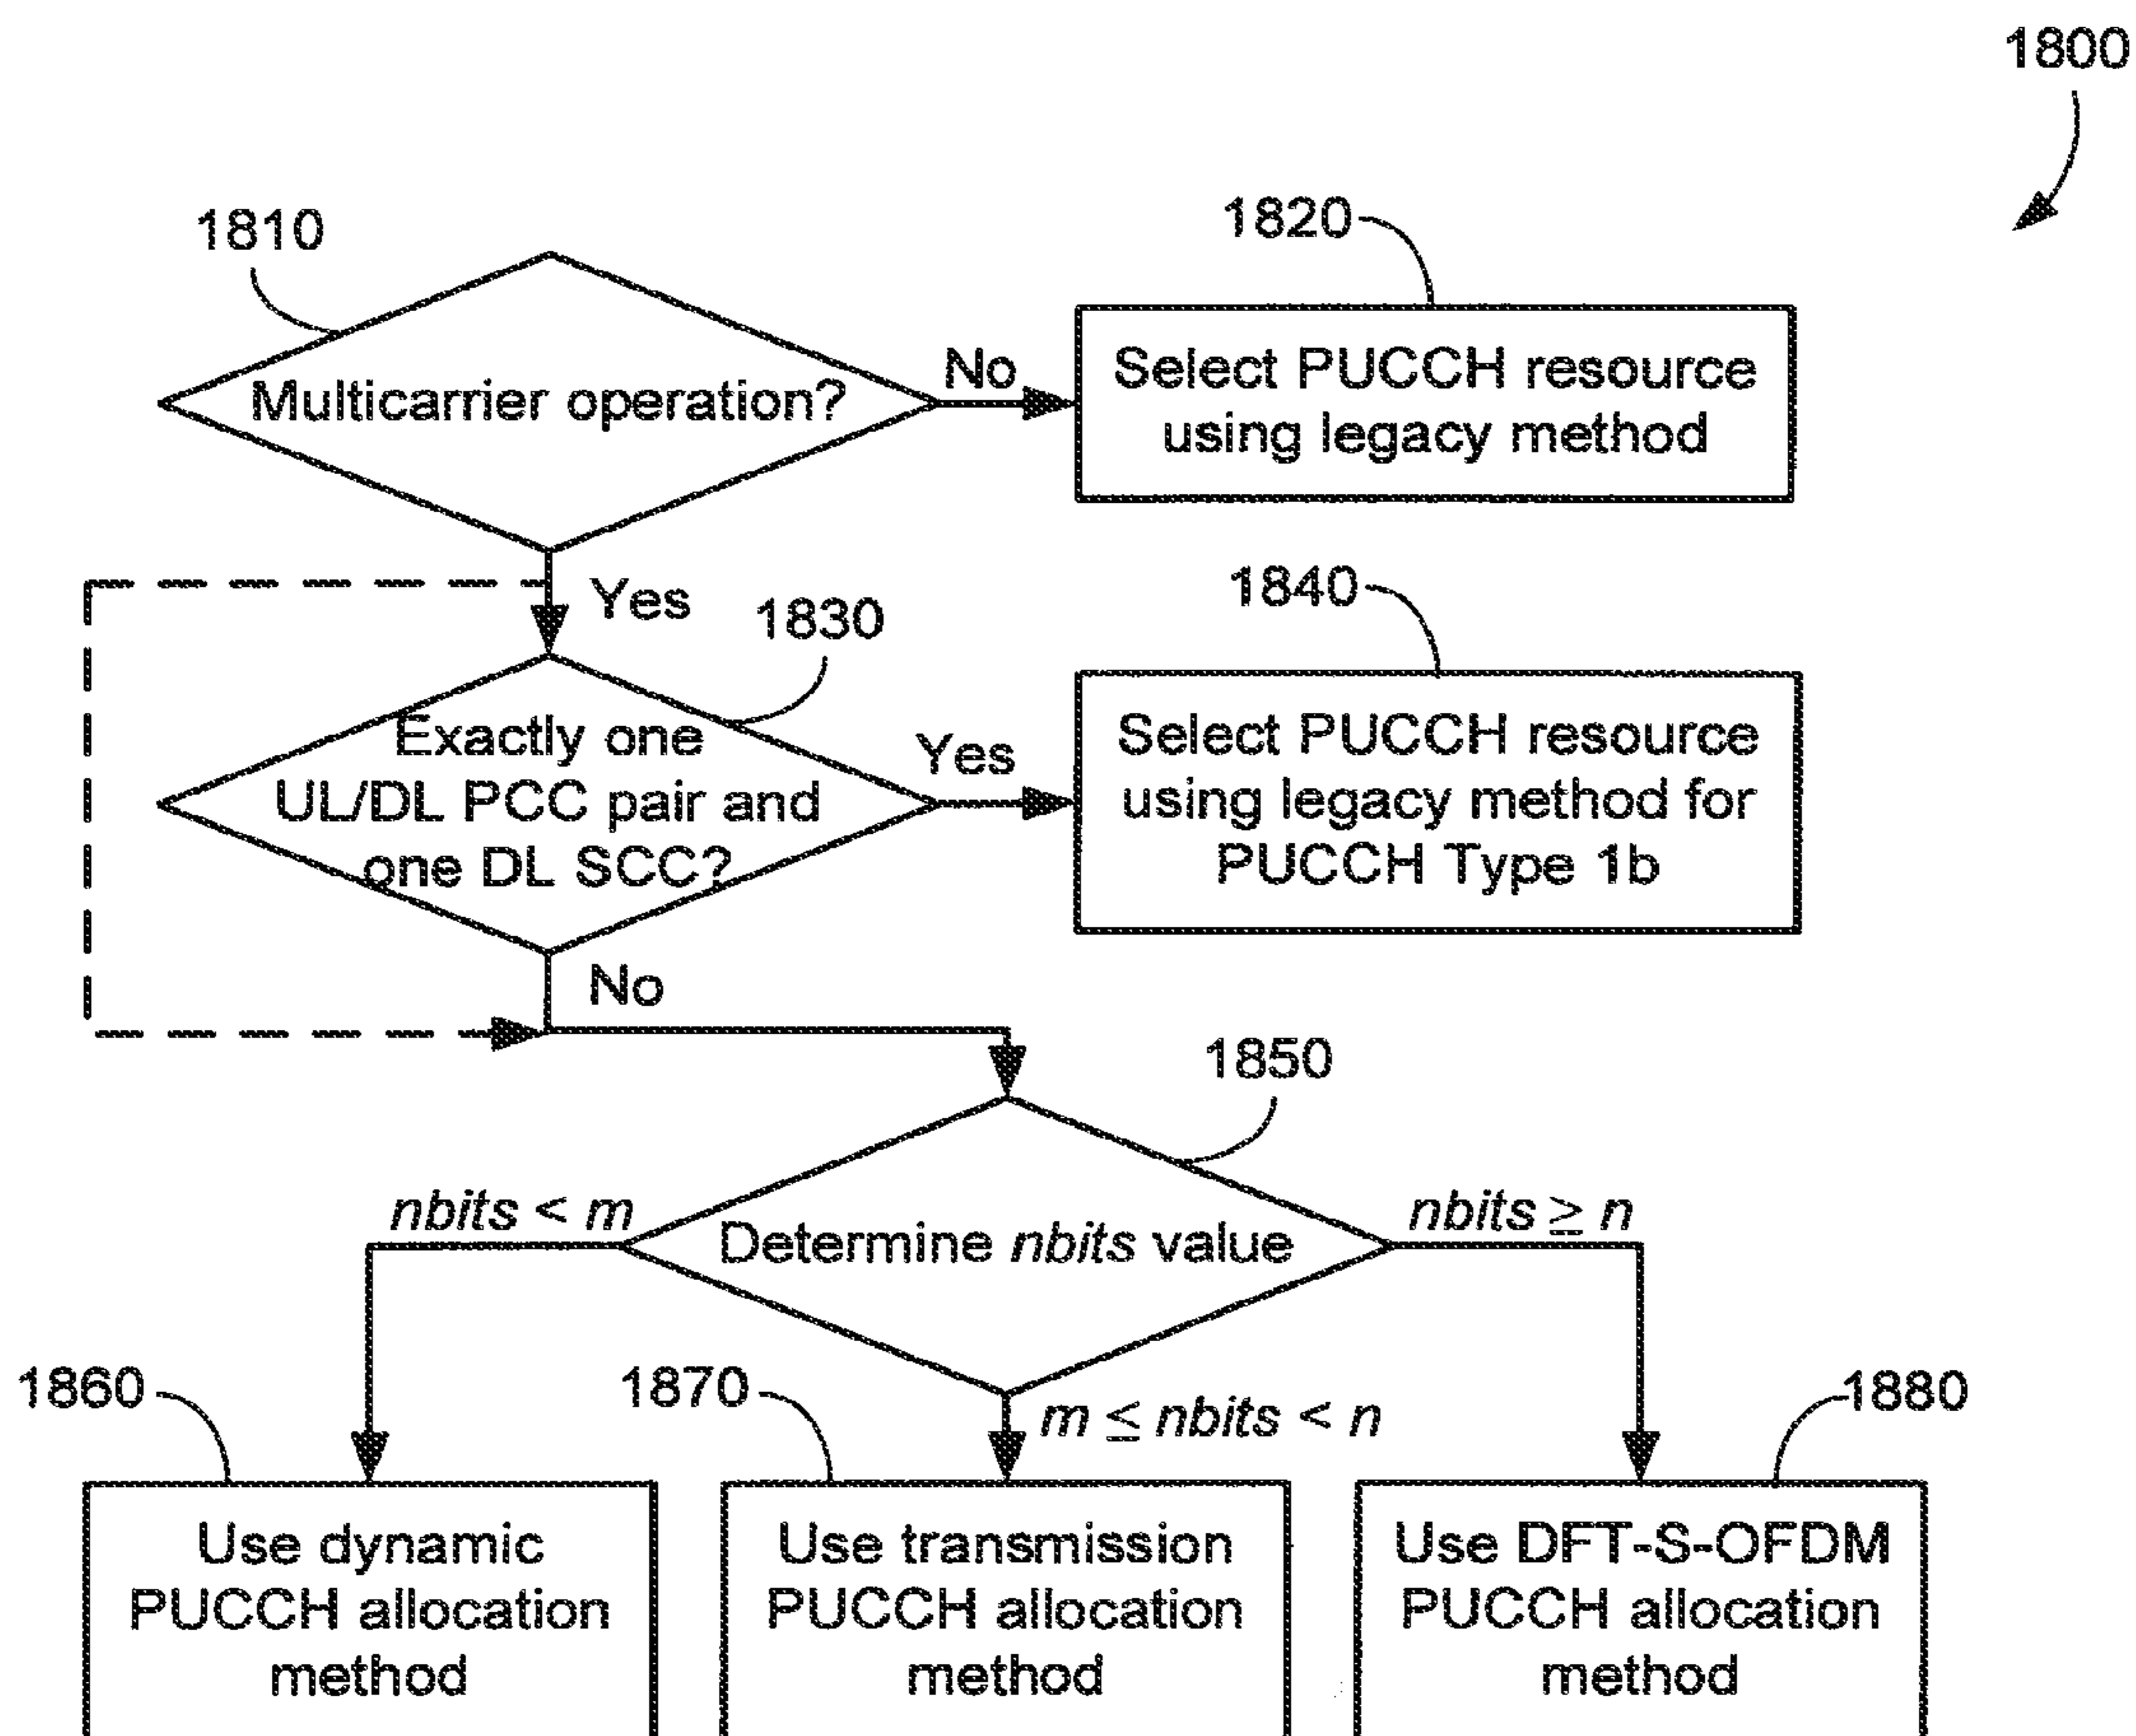 1800
1810
1820
Multicarrier operation?
No
Select PUCCH resource
using legacy method
Yes
1830
1840
Exactly one
UL/DL PCC pair and
one DL SCC?
Yes
Select PUCCH resource
using legacy method for
PUCCH Type 1b
No
1850
nbits < m
Determine nbits value
nbits ≥ n
1860
1870
m ≤ nbits < n
1880
Use dynamic
PUCCH allocation
method
Use transmission
PUCCH allocation
method
Use DFT-S-OFDM
PUCCH allocation
method